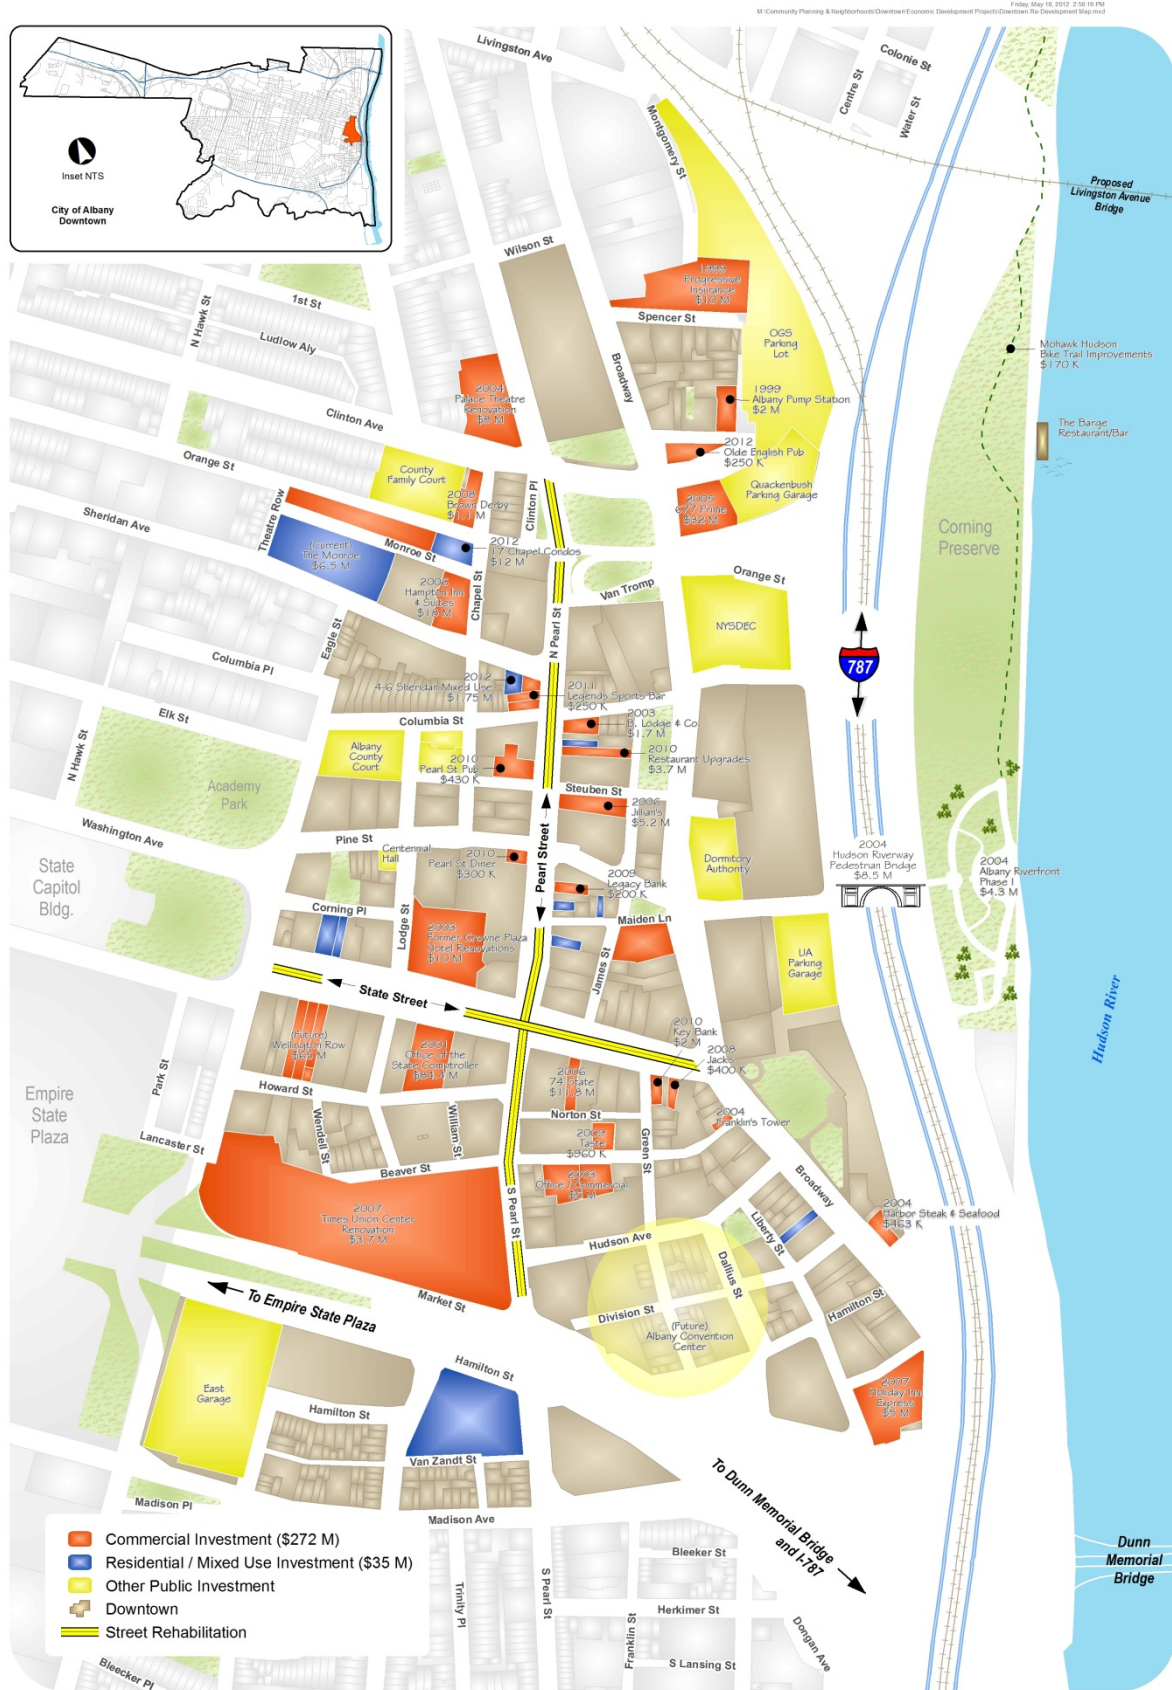 Friday, May 18, 2012 2:58:16 PM
M:\Community Planning & Neighborhoods\Downtown\Economic Development Projects\Downtown Re-Development Map.mxd
Inset NTS
City of Albany
Downtown
Livingston Ave
Colonie St
Centre St
Water St
Montgomery St
Proposed
Livingston Avenue
Bridge
Wilson St
1999
Progressive
Insurance
$10 M
Spencer St
OGS
Parking
Lot
1st St
N Hawk St
Ludlow Aly
Broadway
Mohawk Hudson
Bike Trail Improvements
$170 K
2004
Palace Theatre
Renovation
$8 M
1999
Albany Pump Station
$2 M
Clinton Ave
The Barge
Restaurant/Bar
2012
Olde English Pub
$250 K
Orange St
County
Family Court
2008
Brown Derby
$1.1 M
Clinton Pl
Quackenbush
Parking Garage
2005
677 Prime
Sheridan Ave
Theatre Row
Corning
Preserve
Monroe St
2012
17 Chapel Condos
$12 M
(Current)
The Monroe
$6.5 M
Hampton Inn
& Suites
Chapel St
Orange St
Van Tromp
NYSDEC
N Pearl St
Eagle St
Columbia Pl
787
2012
4-6 Sheridan Mixed Use
$1.75 M
2011
Legends Sports Bar
$250 K
Elk St
Columbia St
2003
B. Lodge & Co.
$1.7 M
N Hawk St
Albany
County
Court
2010
Pearl St Pub
$430 K
2010
Restaurant Upgrades
$3.7 M
Academy
Park
Steuben St
2006
Jillian's
$5.2 M
Washington Ave
Pine St
Pearl Street
Centennial
Hall
2010
Pearl St Diner
$300 K
Dormitory
Authority
2004
Hudson Riverway
Pedestrian Bridge
$8.5 M
2004
Albany Riverfront
Phase I
$4.3 M
State
Capitol
Bldg.
2009
Legacy Bank
$200 K
Corning Pl
Lodge St
Maiden Ln
2003
Former Crowne Plaza
Hotel Renovations
$10 M
James St
UA
Parking
Garage
State Street
Hudson River
2010
Key Bank
$2 M
2008
Jacks
$400 K
(Future)
Wellington Row
2001
Office of the
State Comptroller
Park St
Howard St
2006
74 State
$11.8 M
Empire
State
Plaza
Norton St
2004
Franklin's Tower
Wendell St
William St
2009
Taste
$960 K
Green St
Lancaster St
Beaver St
Office / Commercial
Broadway
2007
Times Union Center
Renovation
$3.7 M
S Pearl St
2004
Harbor Steak & Seafood
$463 K
Liberty St
Hudson Ave
Dallius St
To Empire State Plaza
Market St
Division St
(Future)
Albany Convention
Center
Hamilton St
East
Garage
Hamilton St
2007
Holiday Inn
Express
$5 M
Hamilton St
Van Zandt St
Madison Pl
Madison Ave
To Dunn Memorial Bridge
and I-787
Commercial Investment ($272 M)
Residential / Mixed Use Investment ($35 M)
Other Public Investment
Downtown
Street Rehabilitation
Bleeker St
Dunn
Memorial
Bridge
Trinity Pl
S Pearl St
Herkimer St
Franklin St
Dongan Ave
S Lansing St
Bleecker Pl